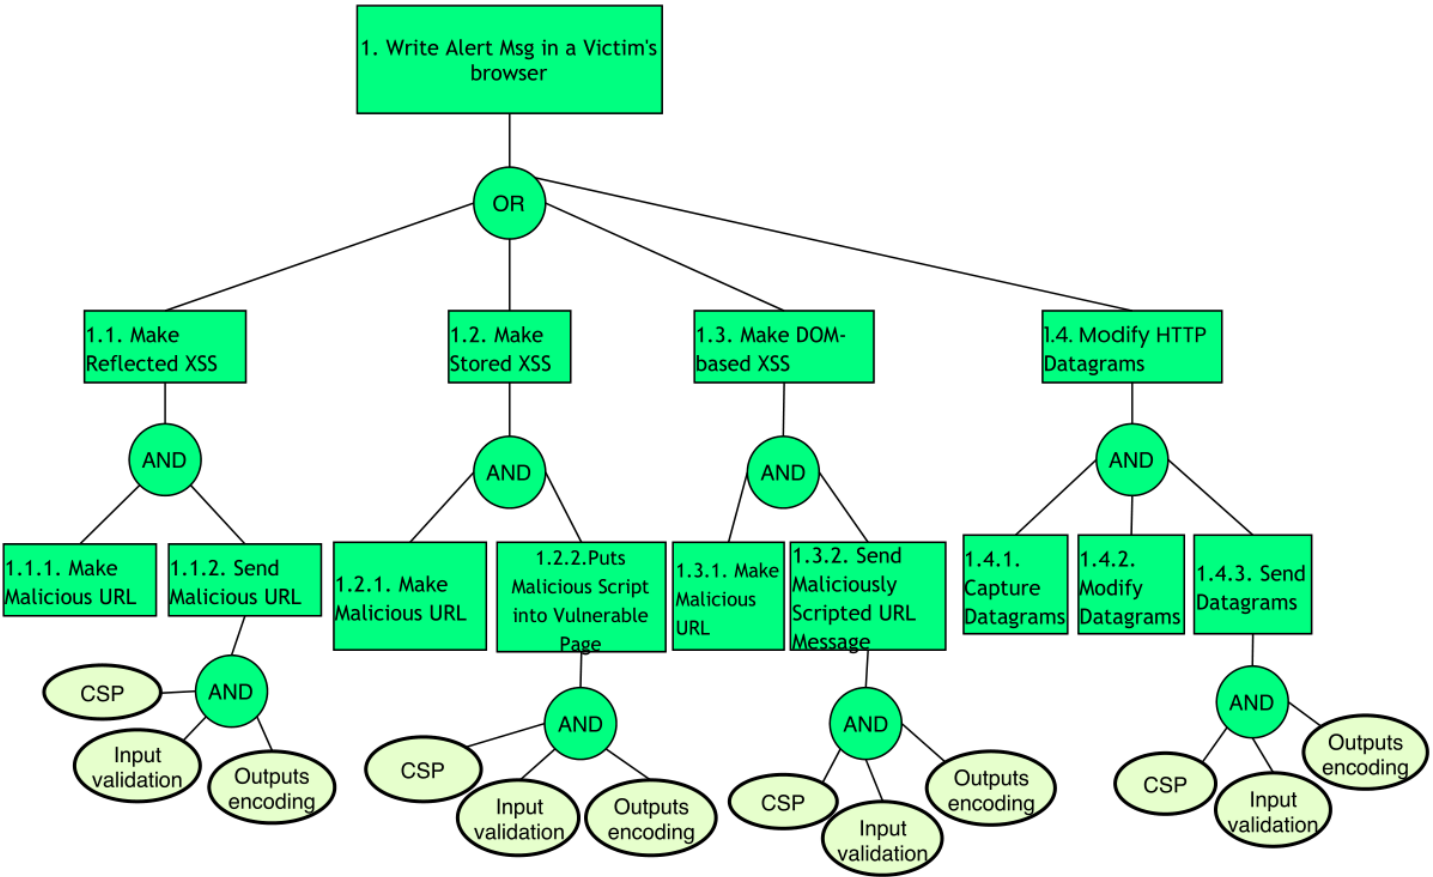 1. Write Alert Msg in a Victim's
browser
OR
1.1. Make
Reflected XSS
1.2. Make
Stored XSS
1.3. Make DOM-
based XSS
1.4. Modify HTTP
Datagrams
AND
AND
AND
AND
1.1.1. Make
Malicious URL
1.1.2. Send
Malicious URL
1.2.1. Make
Malicious URL
1.2.2.Puts
Malicious Script
into Vulnerable
Page
1.3.1. Make
Malicious
URL
1.3.2. Send
Maliciously
Scripted URL
Message
1.4.1.
Capture
Datagrams
1.4.2.
Modify
Datagrams
1.4.3. Send
Datagrams
AND
CSP
Input
validation
Outputs
encoding
AND
CSP
Input
validation
Outputs
encoding
AND
CSP
Input
validation
Outputs
encoding
AND
CSP
Input
validation
Outputs
encoding